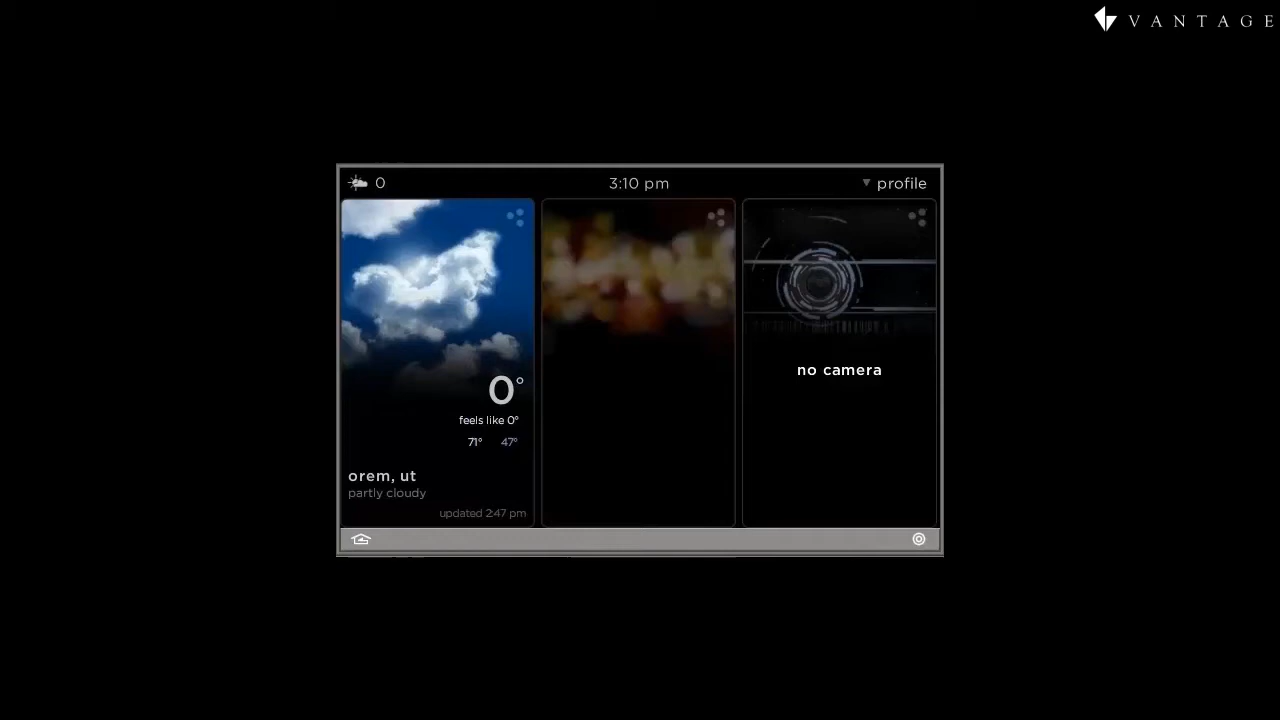 VANTAGE
0
3:10 pm
profile
0°
feels like 0°
71° 47°
orem, ut
partly cloudy
updated 2:47 pm
no camera